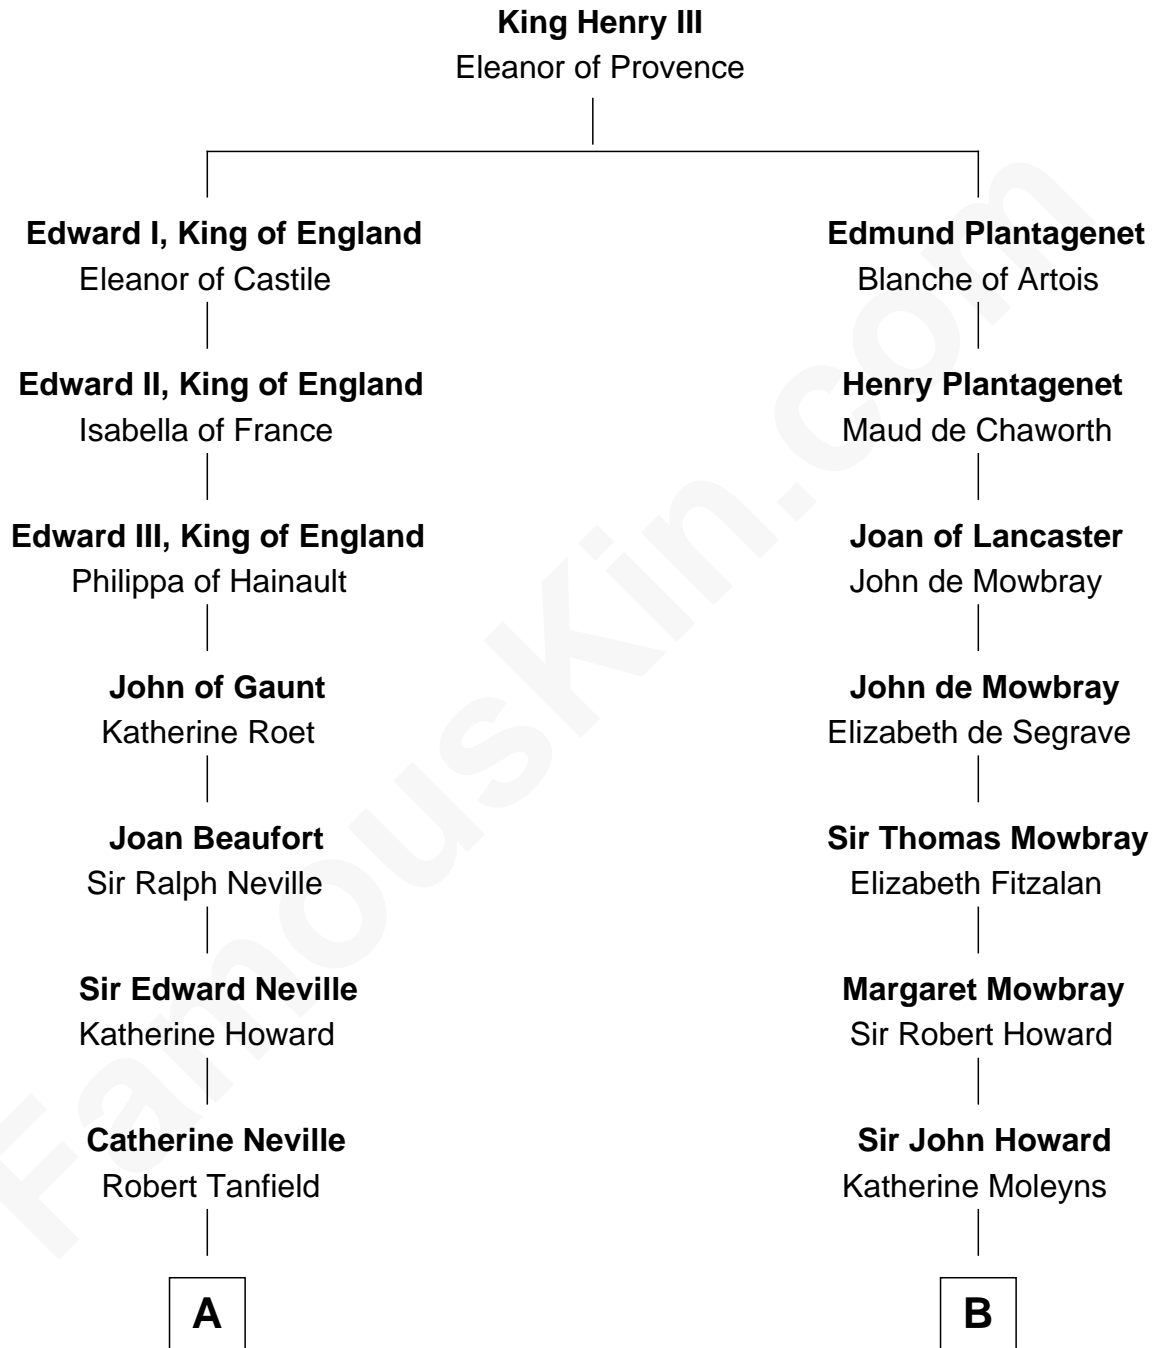 King Henry III
Eleanor of Provence
Edward I, King of England
Eleanor of Castile
Edward II, King of England
Isabella of France
Edward III, King of England
Philippa of Hainault
John of Gaunt
Katherine Roet
Joan Beaufort
Sir Ralph Neville
Sir Edward Neville
Katherine Howard
Catherine Neville
Robert Tanfield
A
Edmund Plantagenet
Blanche of Artois
Henry Plantagenet
Maud de Chaworth
Joan of Lancaster
John de Mowbray
John de Mowbray
Elizabeth de Segrave
Sir Thomas Mowbray
Elizabeth Fitzalan
Margaret Mowbray
Sir Robert Howard
Sir John Howard
Katherine Moleyns
B
FamousKin.com